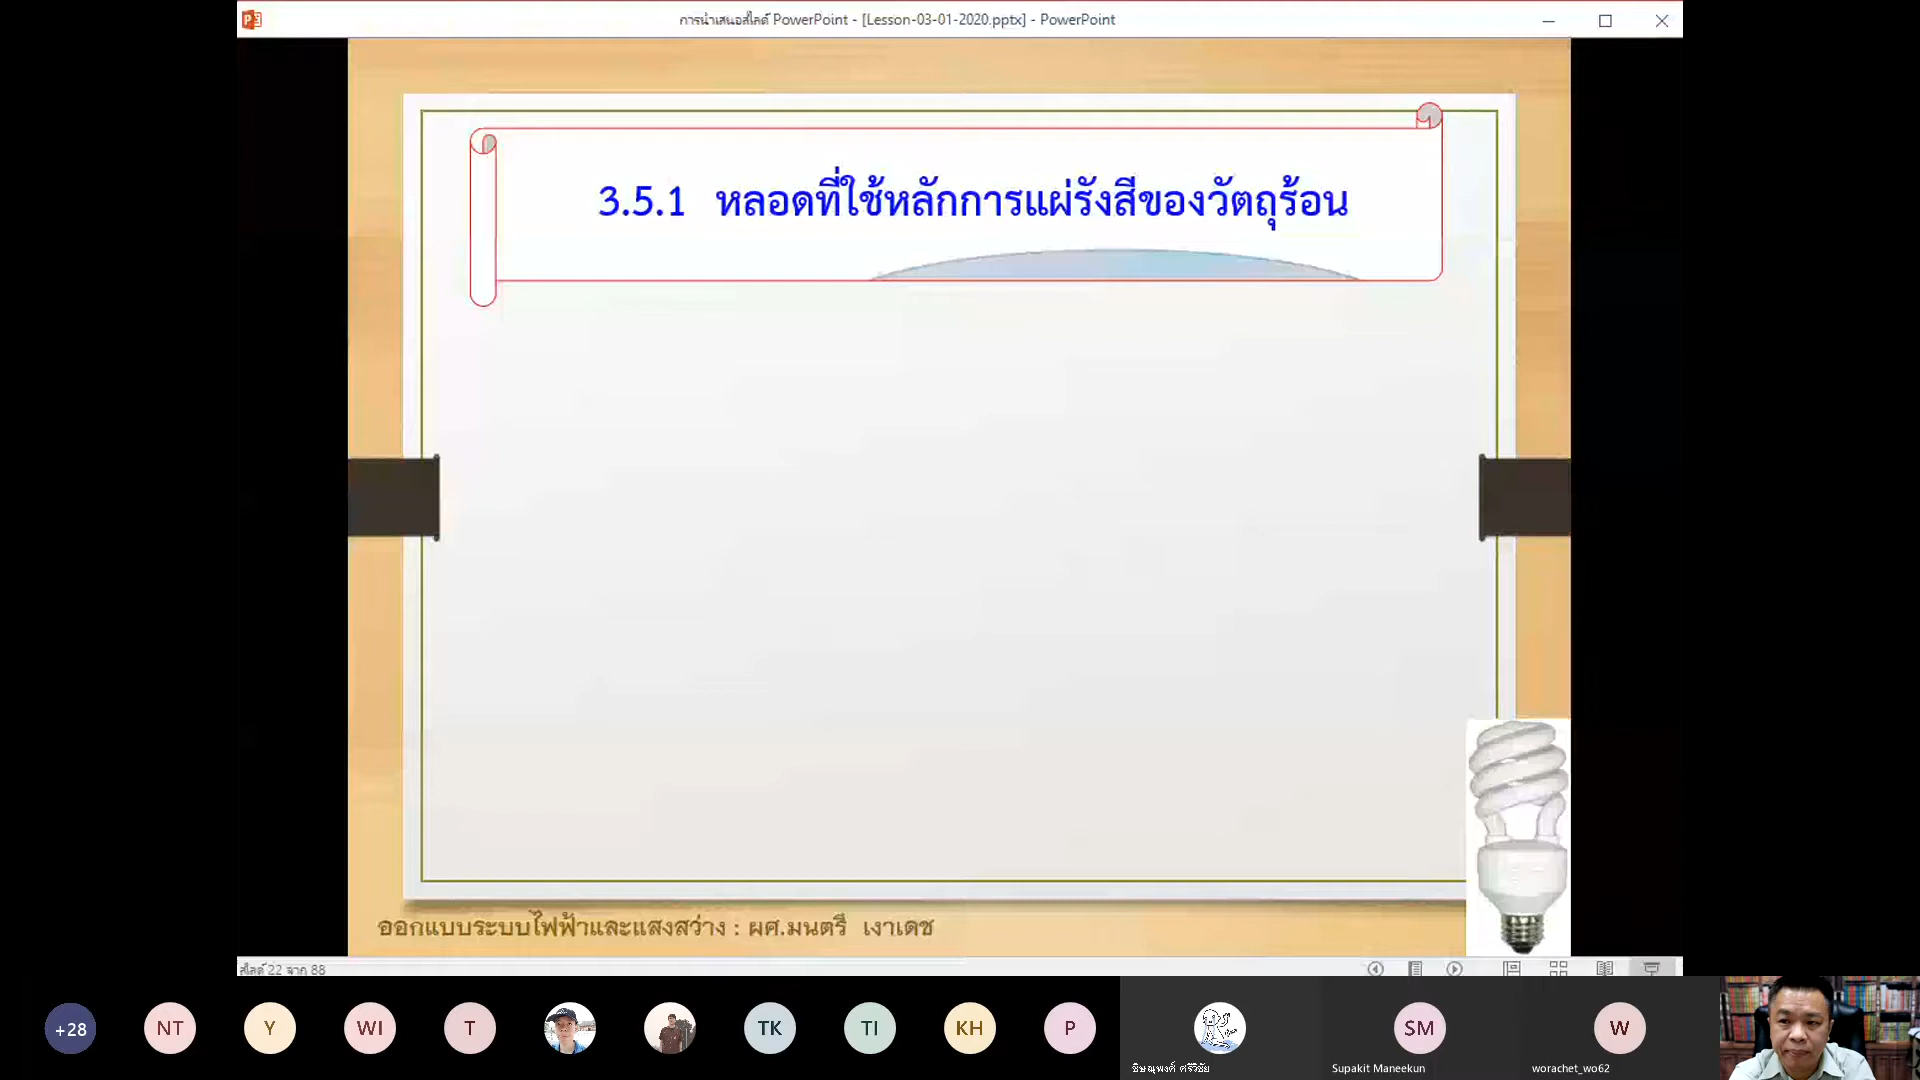 การนำเสนอสไลด์ PowerPoint - [Lesson-03-01-2020.pptx] - PowerPoint
3.5.1 หลอดที่ใช้หลักการแผ่รังสีของวัตถุร้อน
ออกแบบระบบไฟฟ้าและแสงสว่าง : ผศ.มนตรี เงาเดช
สไลด์ 22 จาก 88
+28
NT
Y
WI
T
TK
TI
KH
P
SM
W
ชิษณุพงศ์ ศรีวิชัย
Supakit Maneekun
worachet_wo62